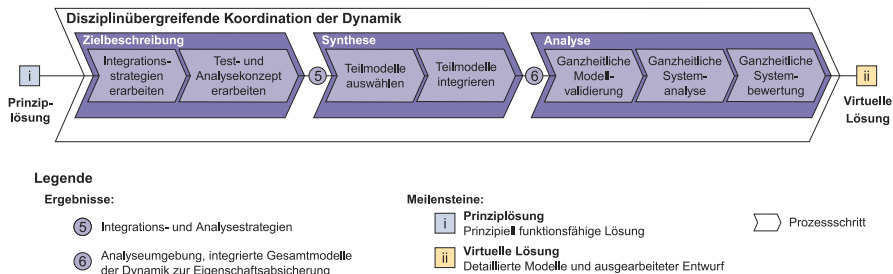 Disziplinübergreifende Koordination der Dynamik
Zielbeschreibung
Integrations-
strategien
erarbeiten
Test- und
Analysekonzept
erarbeiten
Synthese
Teilmodelle
auswählen
Teilmodelle
integrieren
Analyse
Ganzheitliche
Modell-
validierung
Ganzheitliche
System-
analyse
Ganzheitliche
System-
bewertung
i
5
6
ii
Prinzip-
lösung
Virtuelle
Lösung
Legende
Ergebnisse:
5 Integrations- und Analysestrategien
6 Analyseumgebung, integrierte Gesamtmodelle
der Dynamik zur Eigenschaftsabsicherung
Meilensteine:
i Prinziplösung
Prinzipiell funktionsfähige Lösung
ii Virtuelle Lösung
Detaillierte Modelle und ausgearbeiteter Entwurf
Prozessschritt